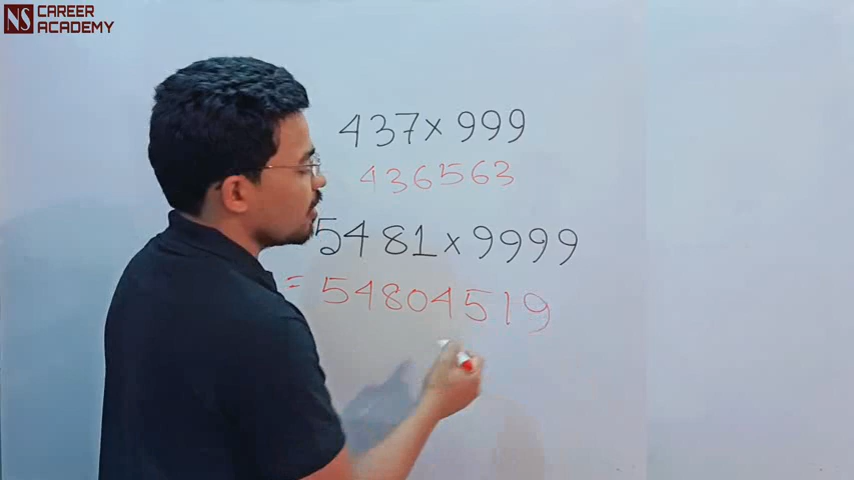 NS CAREER
ACADEMY
437 × 999
436563
5481 × 9999
= 54804519